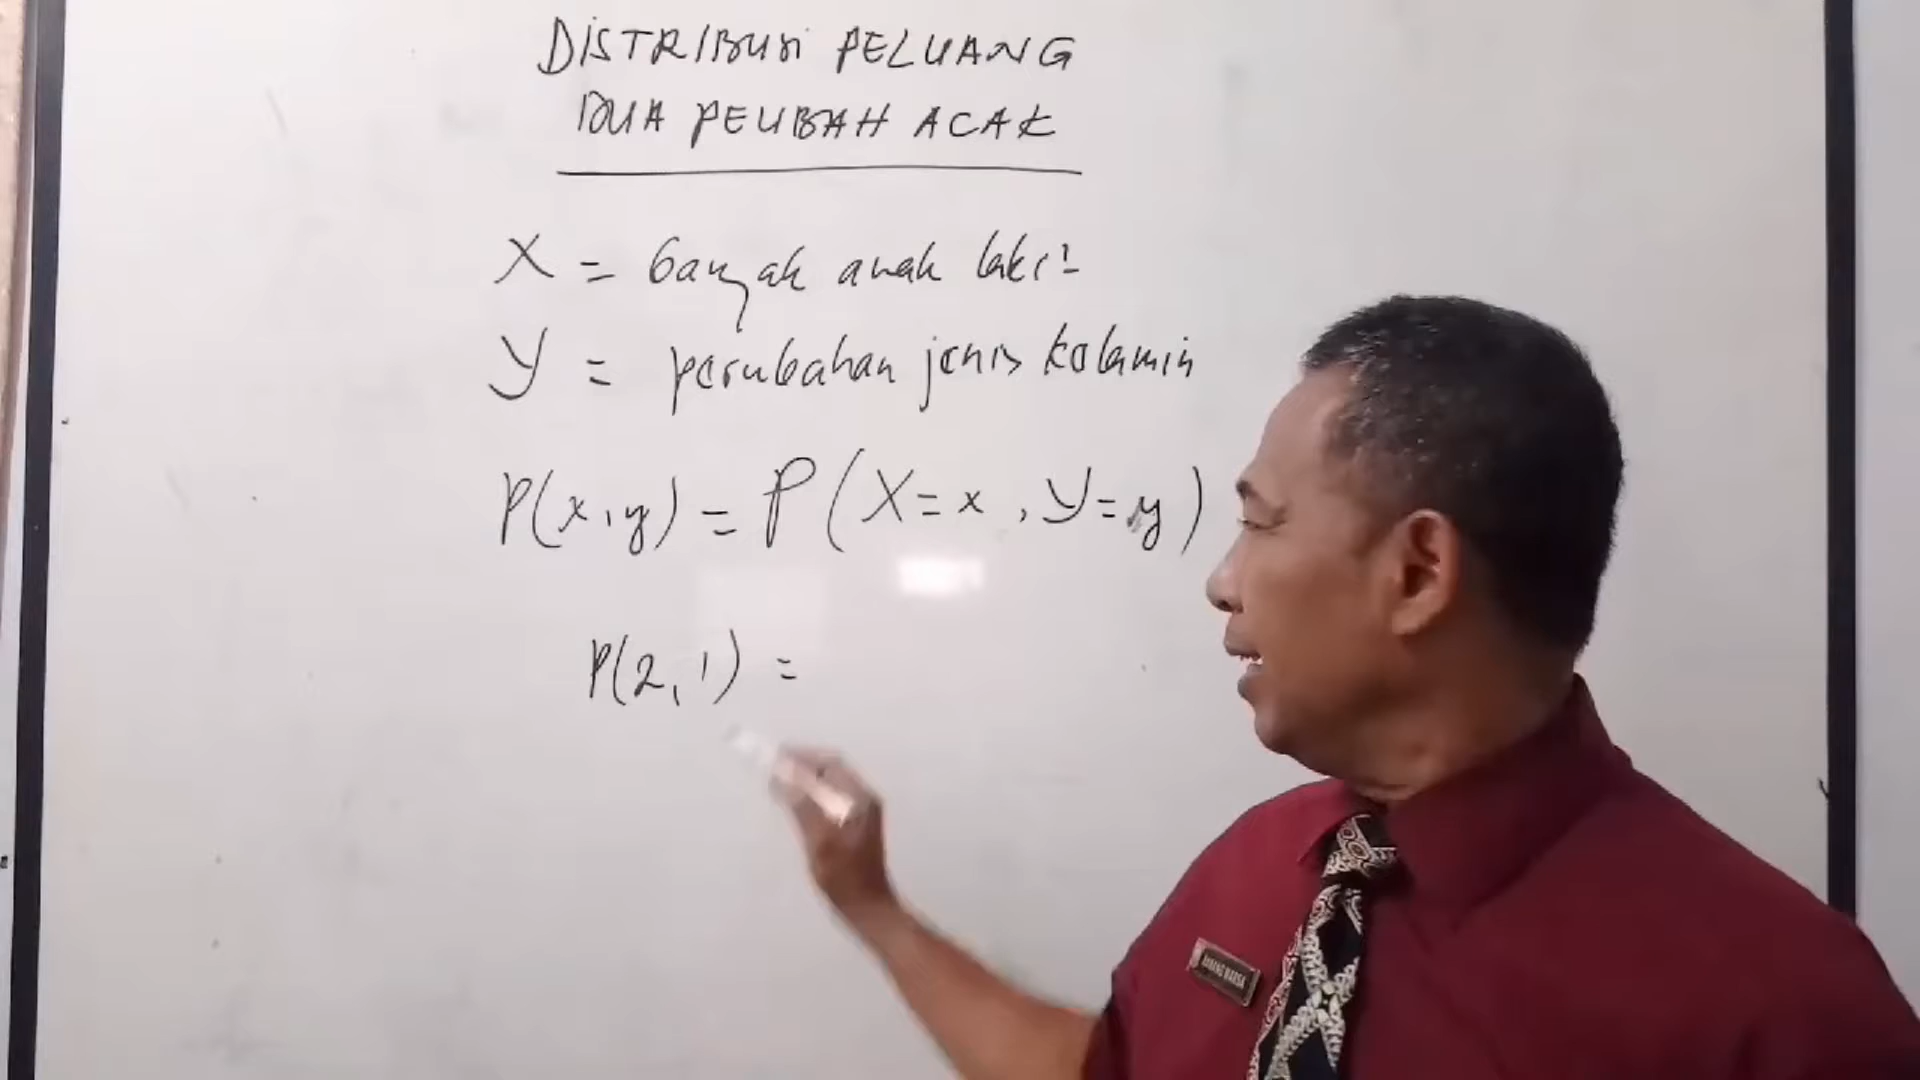 DISTRIBUSI PELUANG
DUA PEUBAH ACAK
X = banyak anak laki²
Y = perubahan jenis kelamin
P(x,y) = P(X=x, Y=y)
P(2,1) =